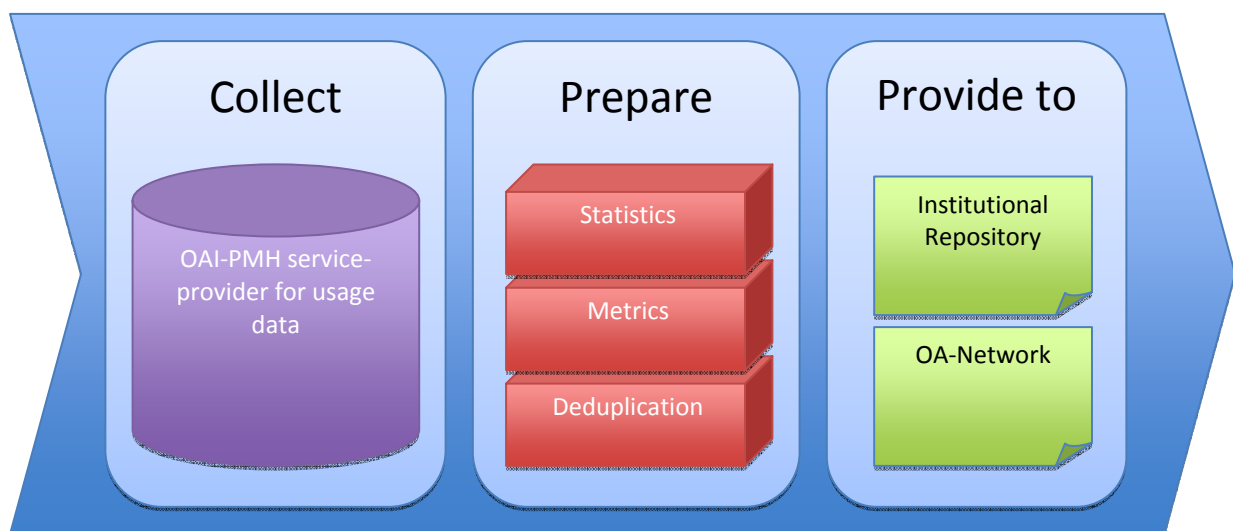 Collect
OAI-PMH service-
provider for usage
data
Prepare
Statistics
Metrics
Deduplication
Provide to
Institutional
Repository
OA-Network